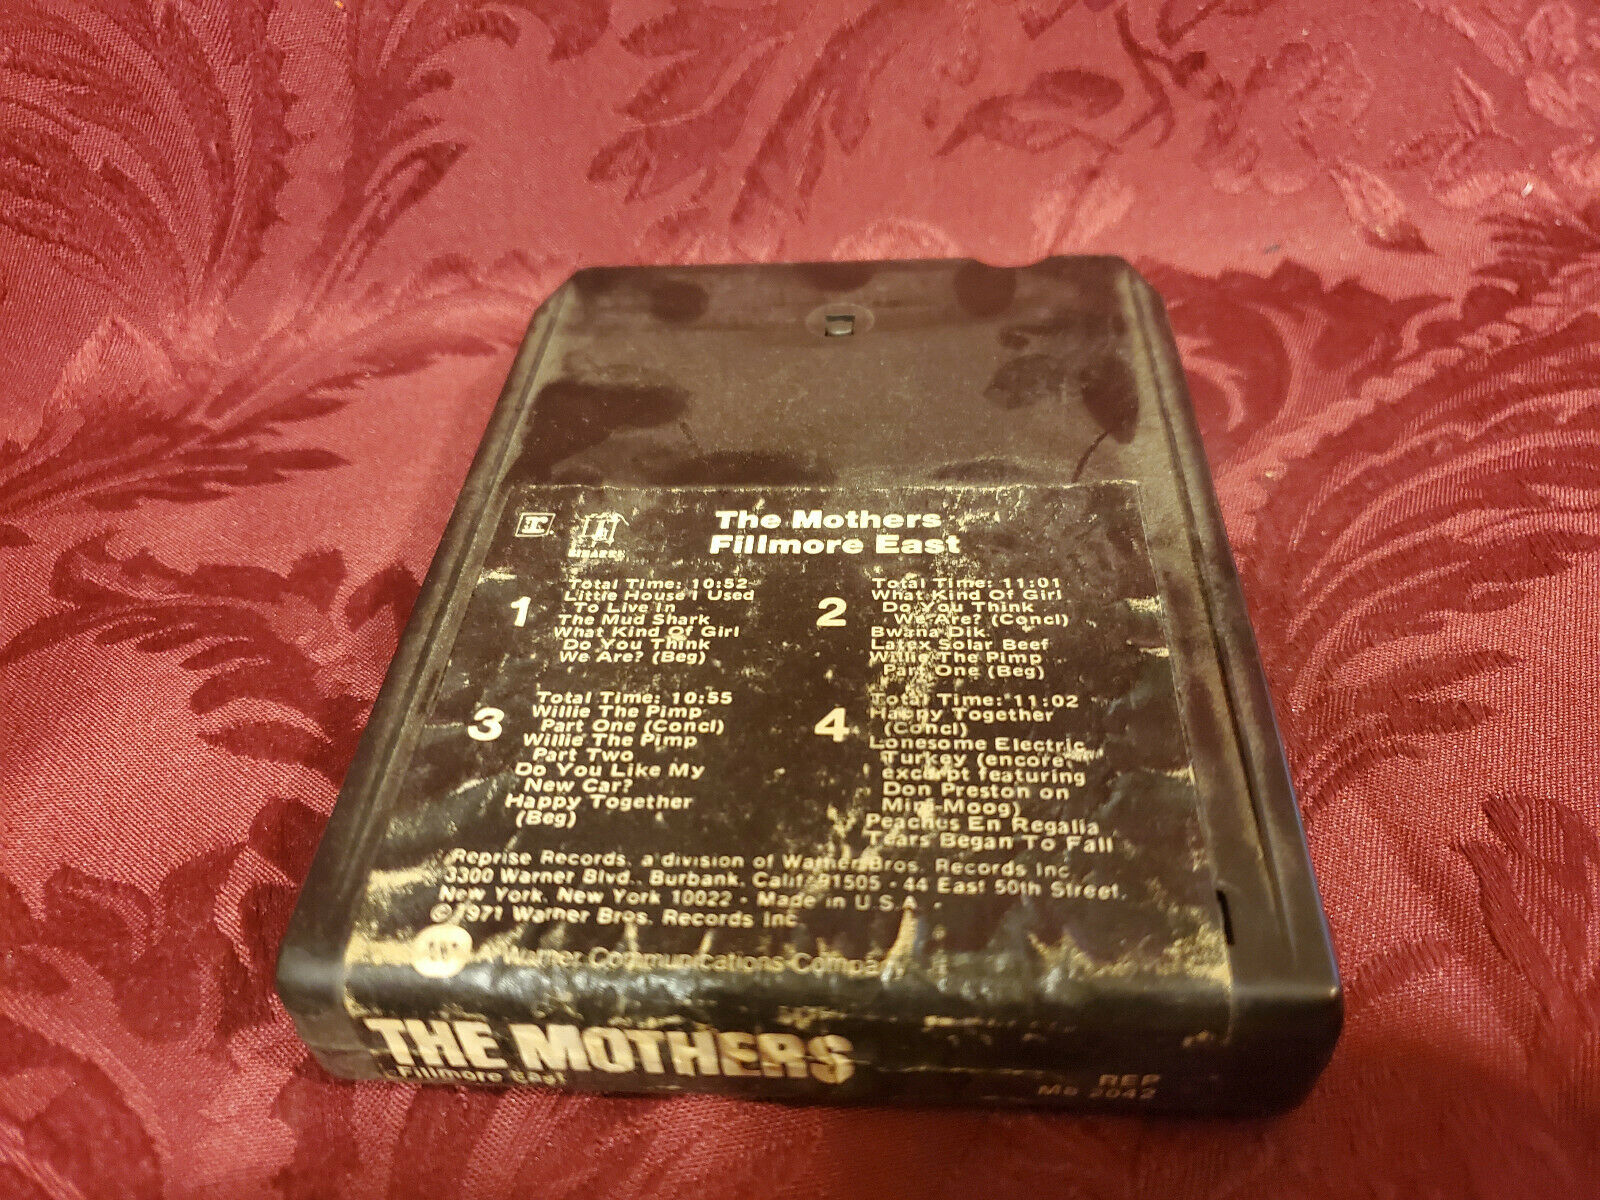 BIZARRE
The Mothers
Fillmore East
1
Total Time: 10:52
Little House I Used
To Live In
The Mud Shark
What Kind Of Girl
Do You Think
We Are? (Beg)
2
Total Time: 11:01
What Kind Of Girl
Do You Think
We Are? (Concl)
Bwana Dik
Latex Solar Beef
Willie The Pimp
Part One (Beg)
3
Total Time: 10:55
Willie The Pimp
Part One (Concl)
Willie The Pimp
Part Two
Do You Like My
New Car?
Happy Together
(Beg)
4
Total Time: 11:02
Happy Together
(Concl)
Lonesome Electric
Turkey (encore
excerpt featuring
Don Preston on
Mini-Moog)
Peaches En Regalia
Tears Began To Fall
Reprise Records, a division of Warner Bros. Records Inc.
3300 Warner Blvd., Burbank, Calif. 91505 · 44 East 50th Street,
New York, New York 10022 · Made in U.S.A.
© 1971 Warner Bros. Records Inc.
A Warner Communications Company
THE MOTHERS
Fillmore East
REP
M8 2042